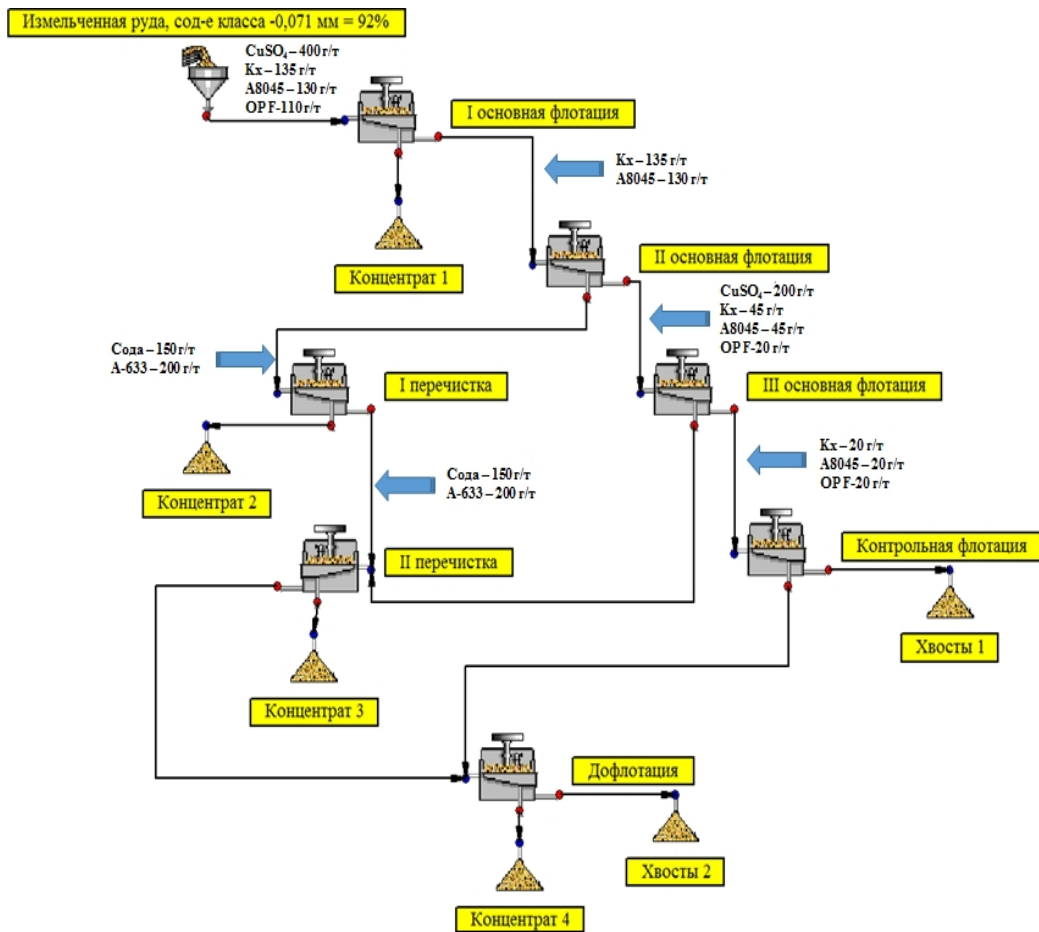 Измельченная руда, сод-е класса -0,071 мм = 92%
CuSO₄ – 400 г/т
Кх – 135 г/т
А8045 – 130 г/т
OPF-110 г/т
I основная флотация
Кх – 135 г/т
А8045 – 130 г/т
Концентрат 1
II основная флотация
CuSO₄ – 200 г/т
Кх – 45 г/т
А8045 – 45 г/т
OPF-20 г/т
Сода – 150 г/т
А-633 – 200 г/т
I перечистка
III основная флотация
Кх – 20 г/т
А8045 – 20 г/т
OPF-20 г/т
Концентрат 2
Сода – 150 г/т
А-633 – 200 г/т
II перечистка
Контрольная флотация
Хвосты 1
Концентрат 3
Дофлотация
Хвосты 2
Концентрат 4